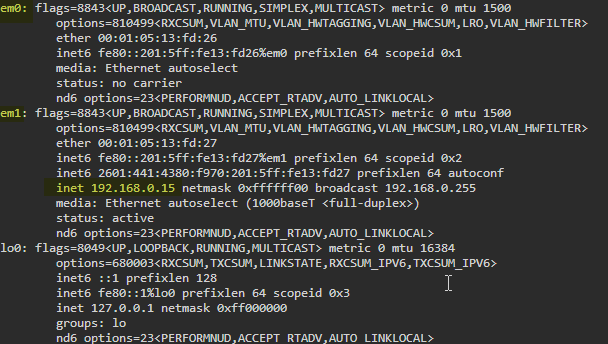 em0: flags=8843<UP,BROADCAST,RUNNING,SIMPLEX,MULTICAST> metric 0 mtu 1500
options=810499<RXCSUM,VLAN_MTU,VLAN_HWTAGGING,VLAN_HWCSUM,LRO,VLAN_HWFILTER>
ether 00:01:05:13:fd:26
inet6 fe80::201:5ff:fe13:fd26%em0 prefixlen 64 scopeid 0x1
media: Ethernet autoselect
status: no carrier
nd6 options=23<PERFORMNUD,ACCEPT_RTADV,AUTO_LINKLOCAL>
em1: flags=8843<UP,BROADCAST,RUNNING,SIMPLEX,MULTICAST> metric 0 mtu 1500
options=810499<RXCSUM,VLAN_MTU,VLAN_HWTAGGING,VLAN_HWCSUM,LRO,VLAN_HWFILTER>
ether 00:01:05:13:fd:27
inet6 fe80::201:5ff:fe13:fd27%em1 prefixlen 64 scopeid 0x2
inet6 2601:441:4380:f970:201:5ff:fe13:fd27 prefixlen 64 autoconf
inet 192.168.0.15 netmask 0xffffff00 broadcast 192.168.0.255
media: Ethernet autoselect (1000baseT <full-duplex>)
status: active
nd6 options=23<PERFORMNUD,ACCEPT_RTADV,AUTO_LINKLOCAL>
lo0: flags=8049<UP,LOOPBACK,RUNNING,MULTICAST> metric 0 mtu 16384
options=680003<RXCSUM,TXCSUM,LINKSTATE,RXCSUM_IPV6,TXCSUM_IPV6>
inet6 ::1 prefixlen 128
inet6 fe80::1%lo0 prefixlen 64 scopeid 0x3
inet 127.0.0.1 netmask 0xff000000
groups: lo
nd6 options=23<PERFORMNUD,ACCEPT_RTADV,AUTO_LINKLOCAL>